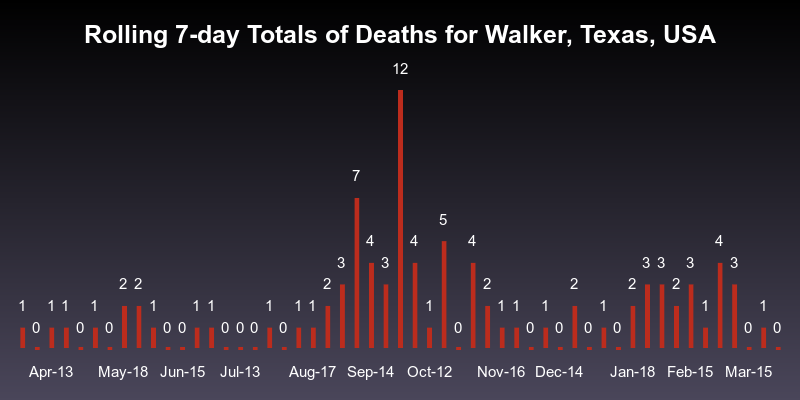 Rolling 7-day Totals of Deaths for Walker, Texas, USA
1 0 1 1 0 1 0 2 2 1 0 0 1 1 0 0 0 1 0 1 1 2 3 7 4 3 12 4 1 5 0 4 2 1 1 0 1 0 2 0 1 0 2 3 3 2 3 1 4 3 0 1 0
Apr-13 May-18 Jun-15 Jul-13 Aug-17 Sep-14 Oct-12 Nov-16 Dec-14 Jan-18 Feb-15 Mar-15